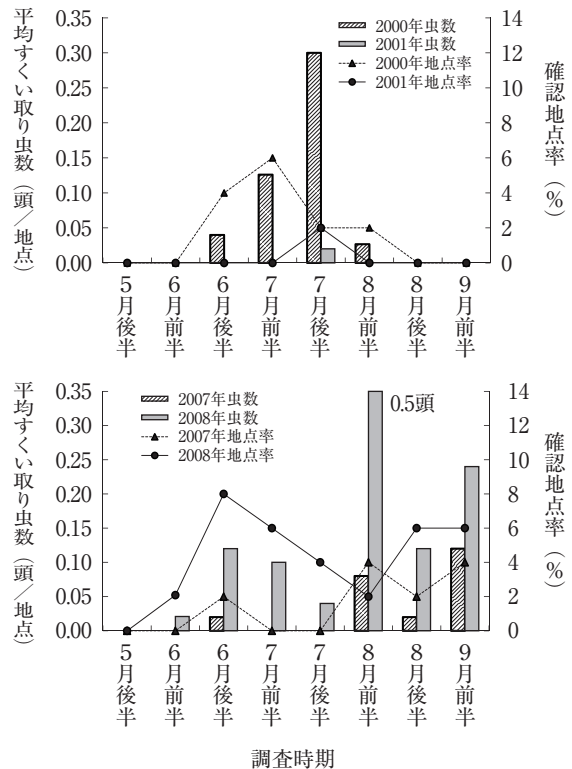 平均すくい取り虫数（頭／地点）
0.35
0.30
0.25
0.20
0.15
0.10
0.05
0.00
2000年虫数
2001年虫数
2000年地点率
2001年地点率
14
12
10
8
6
4
2
0
確認地点率（%）
5月後半
6月前半
6月後半
7月前半
7月後半
8月前半
8月後半
9月前半
平均すくい取り虫数（頭／地点）
0.35
0.30
0.25
0.20
0.15
0.10
0.05
0.00
2007年虫数
2008年虫数
2007年地点率
2008年地点率
0.5頭
14
12
10
8
6
4
2
0
確認地点率（%）
5月後半
6月前半
6月後半
7月前半
7月後半
8月前半
8月後半
9月前半
調査時期